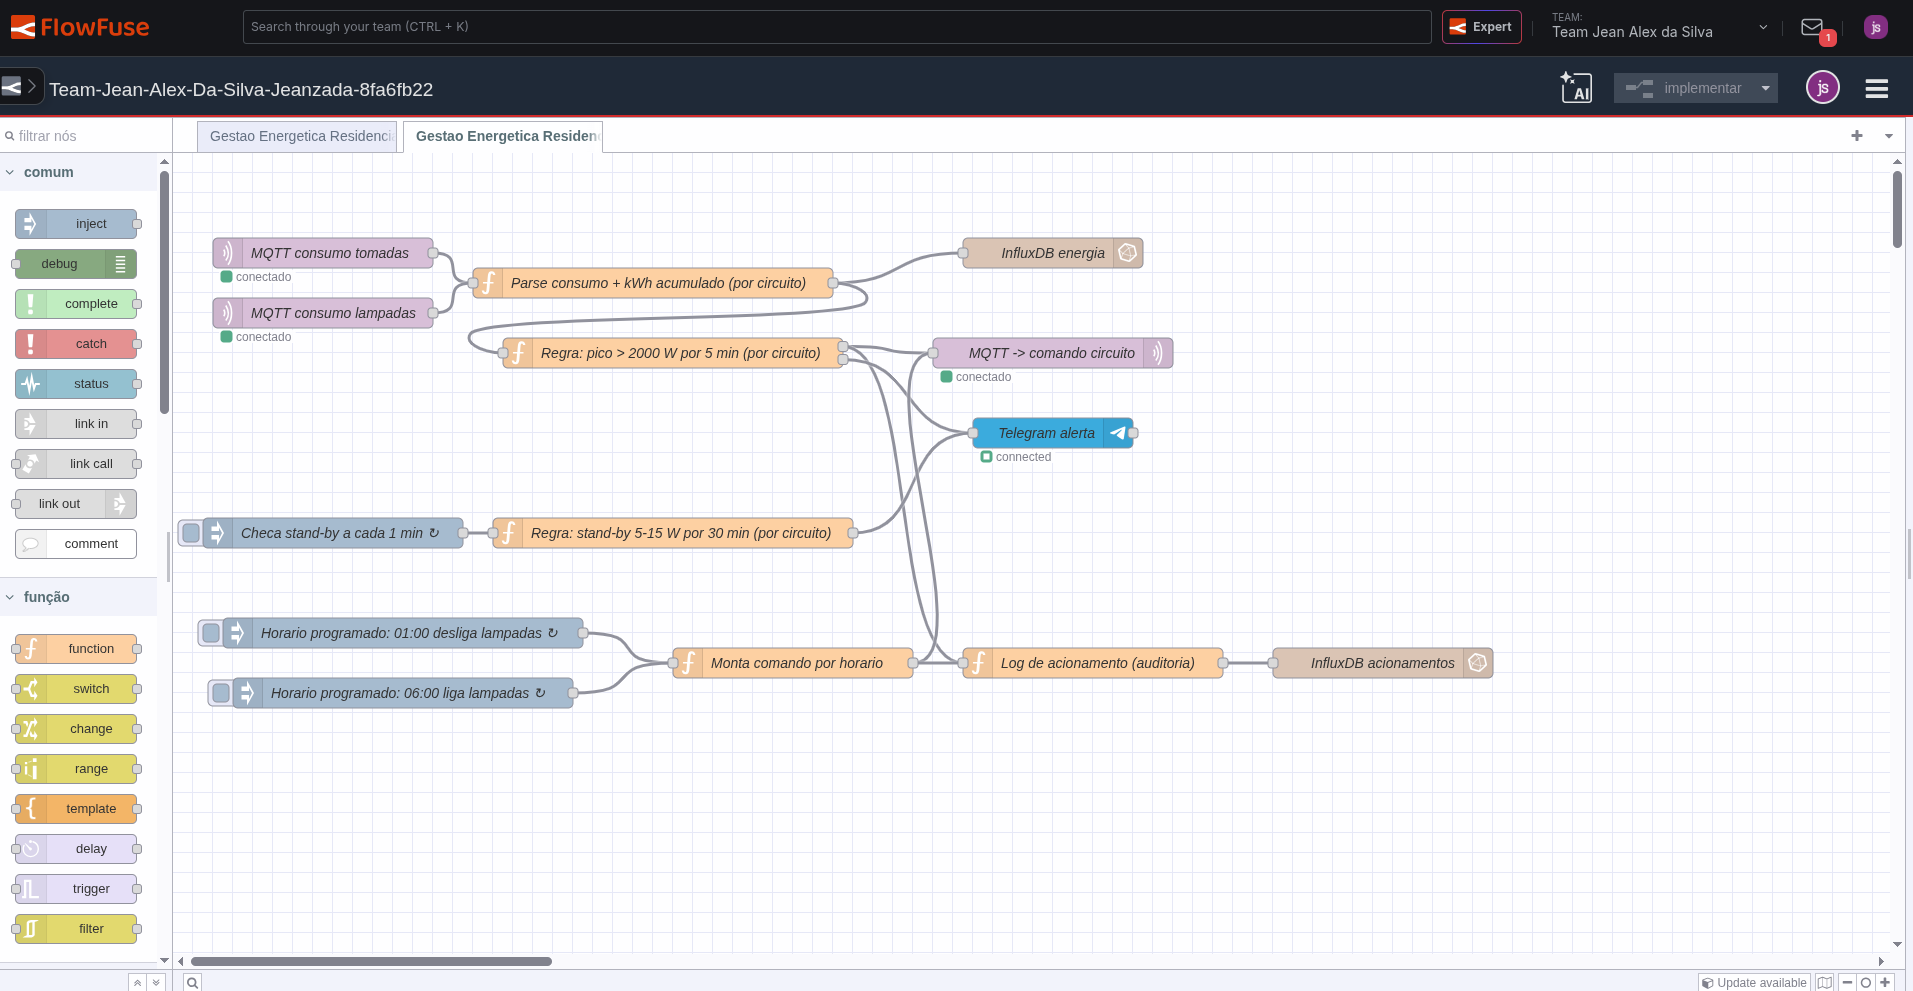 FlowFuse
Search through your team (CTRL + K)
Expert
TEAM:
Team Jean Alex da Silva
1
js
Team-Jean-Alex-Da-Silva-Jeanzada-8fa6fb22
AI
implementar
js
filtrar nós
Gestao Energetica Residenci
Gestao Energetica Residen
comum
inject
debug
complete
catch
status
link in
link call
link out
comment
função
function
switch
change
range
template
delay
trigger
filter
MQTT consumo tomadas
conectado
MQTT consumo lampadas
conectado
Parse consumo + kWh acumulado (por circuito)
InfluxDB energia
Regra: pico > 2000 W por 5 min (por circuito)
MQTT -> comando circuito
conectado
Telegram alerta
connected
Checa stand-by a cada 1 min ↻
Regra: stand-by 5-15 W por 30 min (por circuito)
Horario programado: 01:00 desliga lampadas ↻
Horario programado: 06:00 liga lampadas ↻
Monta comando por horario
Log de acionamento (auditoria)
InfluxDB acionamentos
Update available